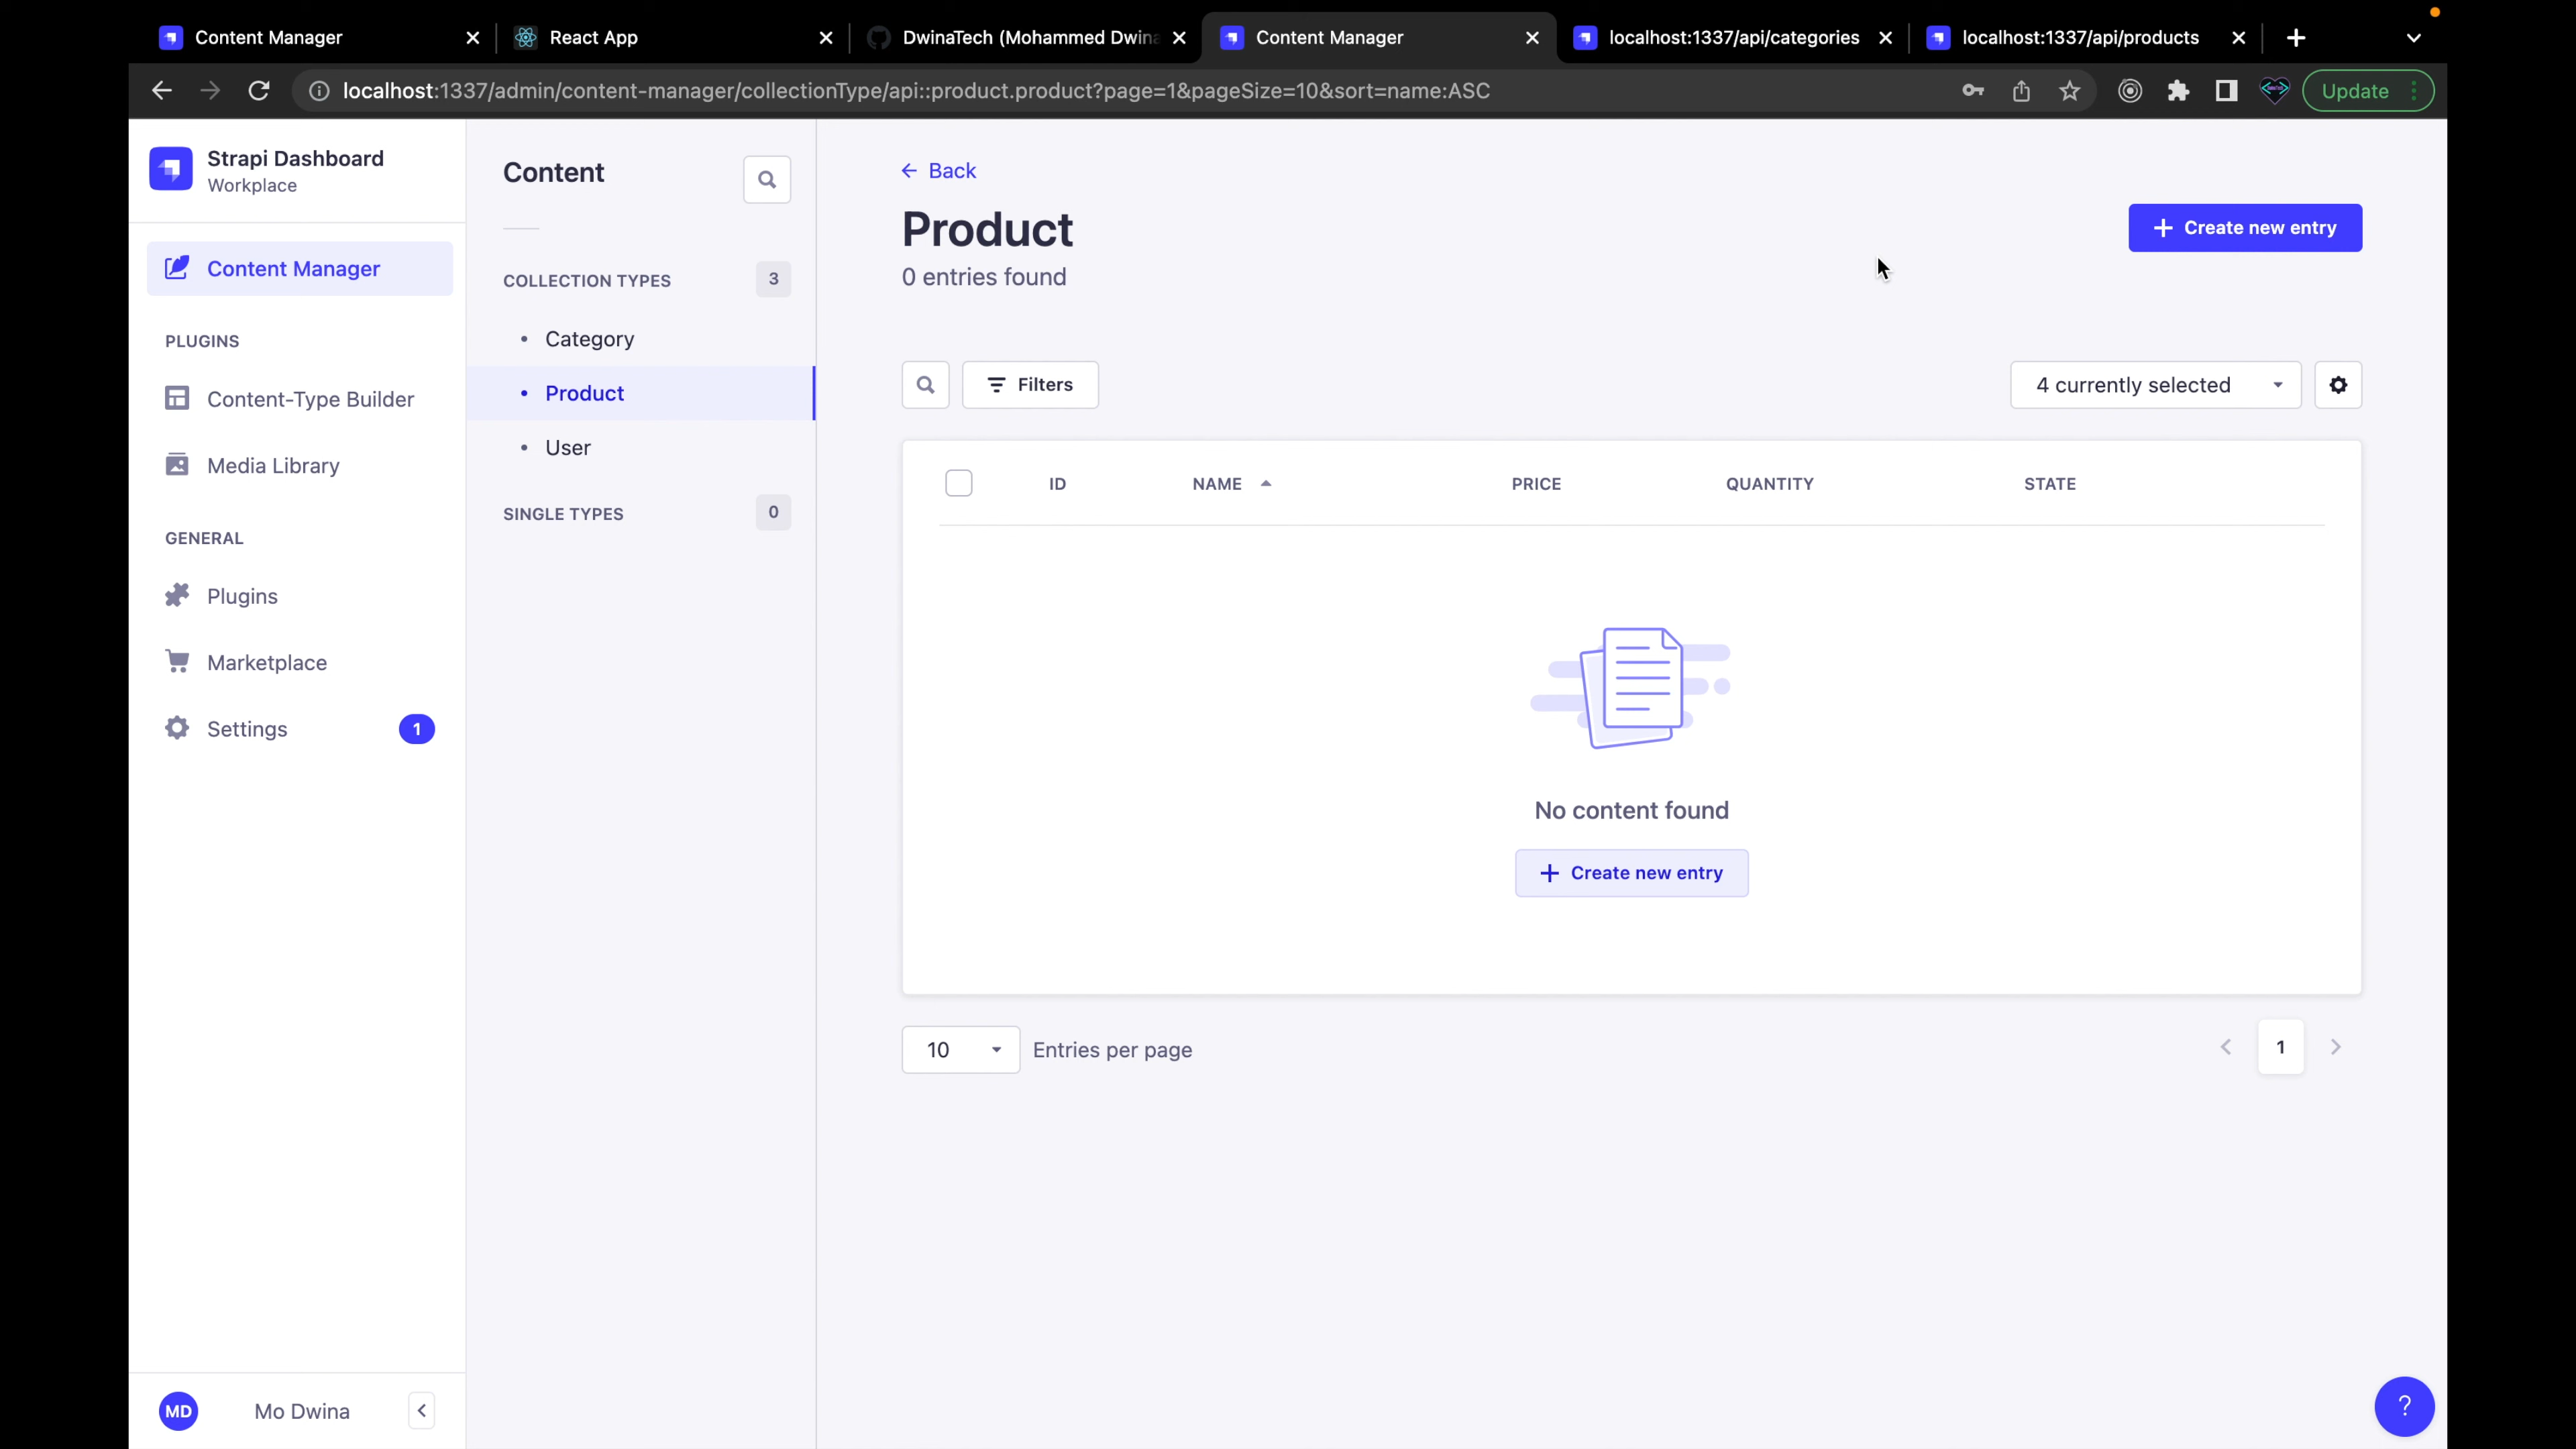 Content Manager
React App
DwinaTech (Mohammed Dwina
Content Manager
localhost:1337/api/categories
localhost:1337/api/products
localhost:1337/admin/content-manager/collectionType/api::product.product?page=1&pageSize=10&sort=name:ASC
Update
Strapi Dashboard
Workplace
Content Manager
PLUGINS
Content-Type Builder
Media Library
GENERAL
Plugins
Marketplace
Settings
1
MD
Mo Dwina
Content
COLLECTION TYPES
3
Category
Product
User
SINGLE TYPES
0
Back
Product
0 entries found
Create new entry
Filters
4 currently selected
ID
NAME
PRICE
QUANTITY
STATE
No content found
Create new entry
10
Entries per page
1
?